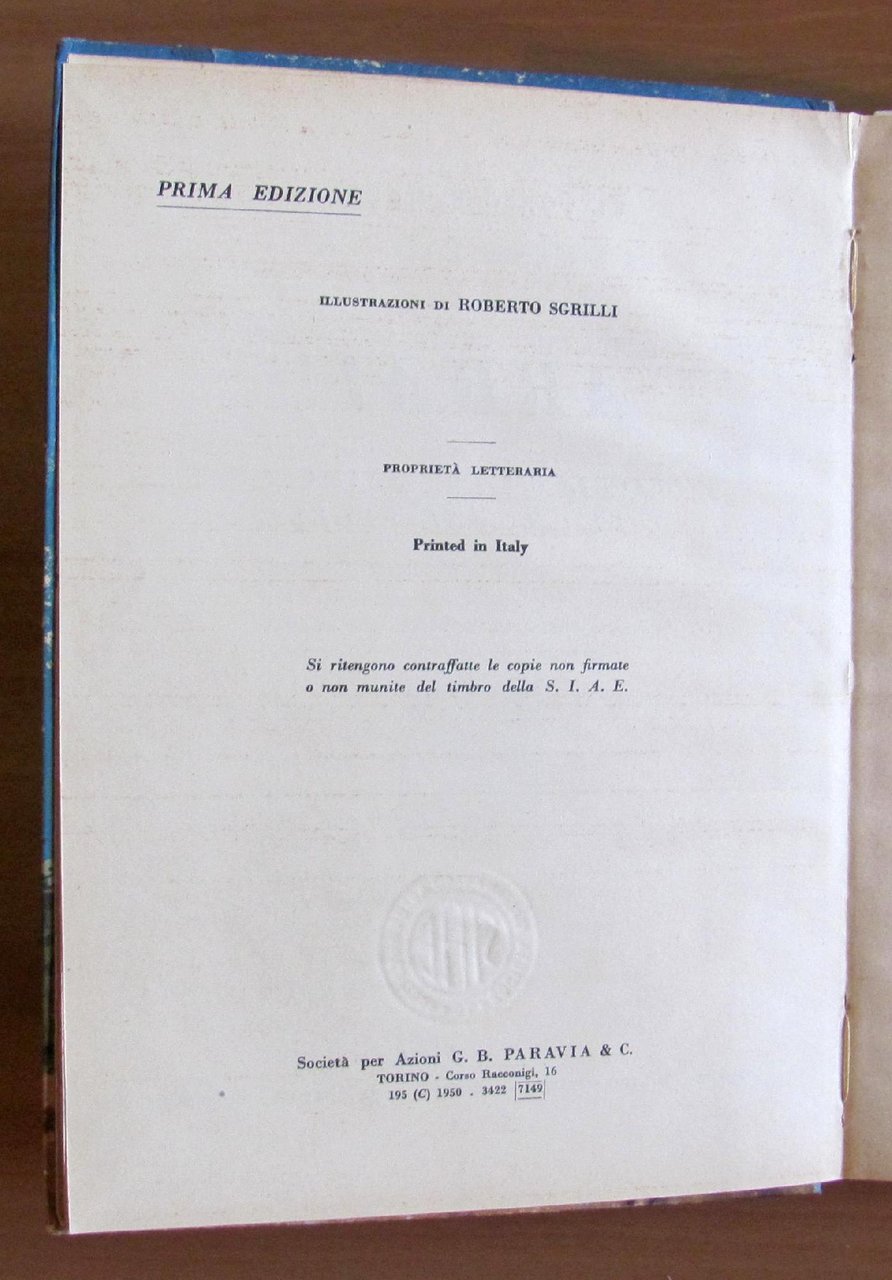 PRIMA EDIZIONE
ILLUSTRAZIONI DI ROBERTO SGRILLI
PROPRIETÀ LETTERARIA
Printed in Italy
Si ritengono contraffatte le copie non firmate
o non munite del timbro della S. I. A. E.
Società per Azioni G. B. PARAVIA & C.
TORINO - Corso Racconigi, 16
195 (C) 1950 - 3422 7149